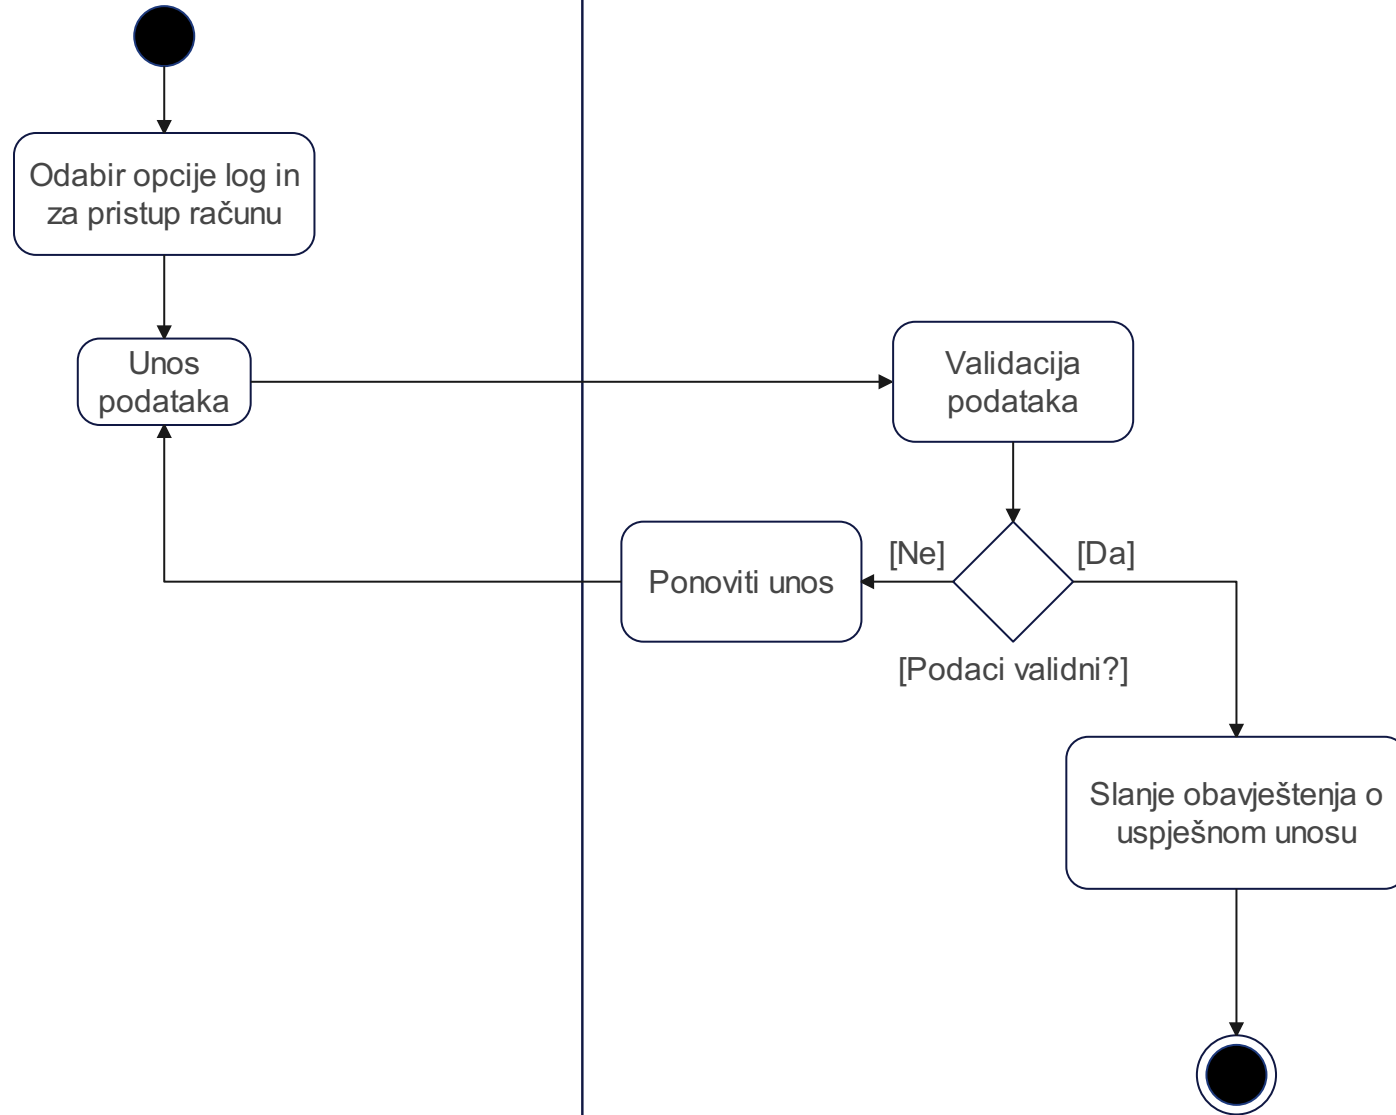 Odabir opcije log in
za pristup računu
Unos
podataka
Validacija
podataka
Ponoviti unos
[Ne]
[Da]
[Podaci validni?]
Slanje obavještenja o
uspješnom unosu